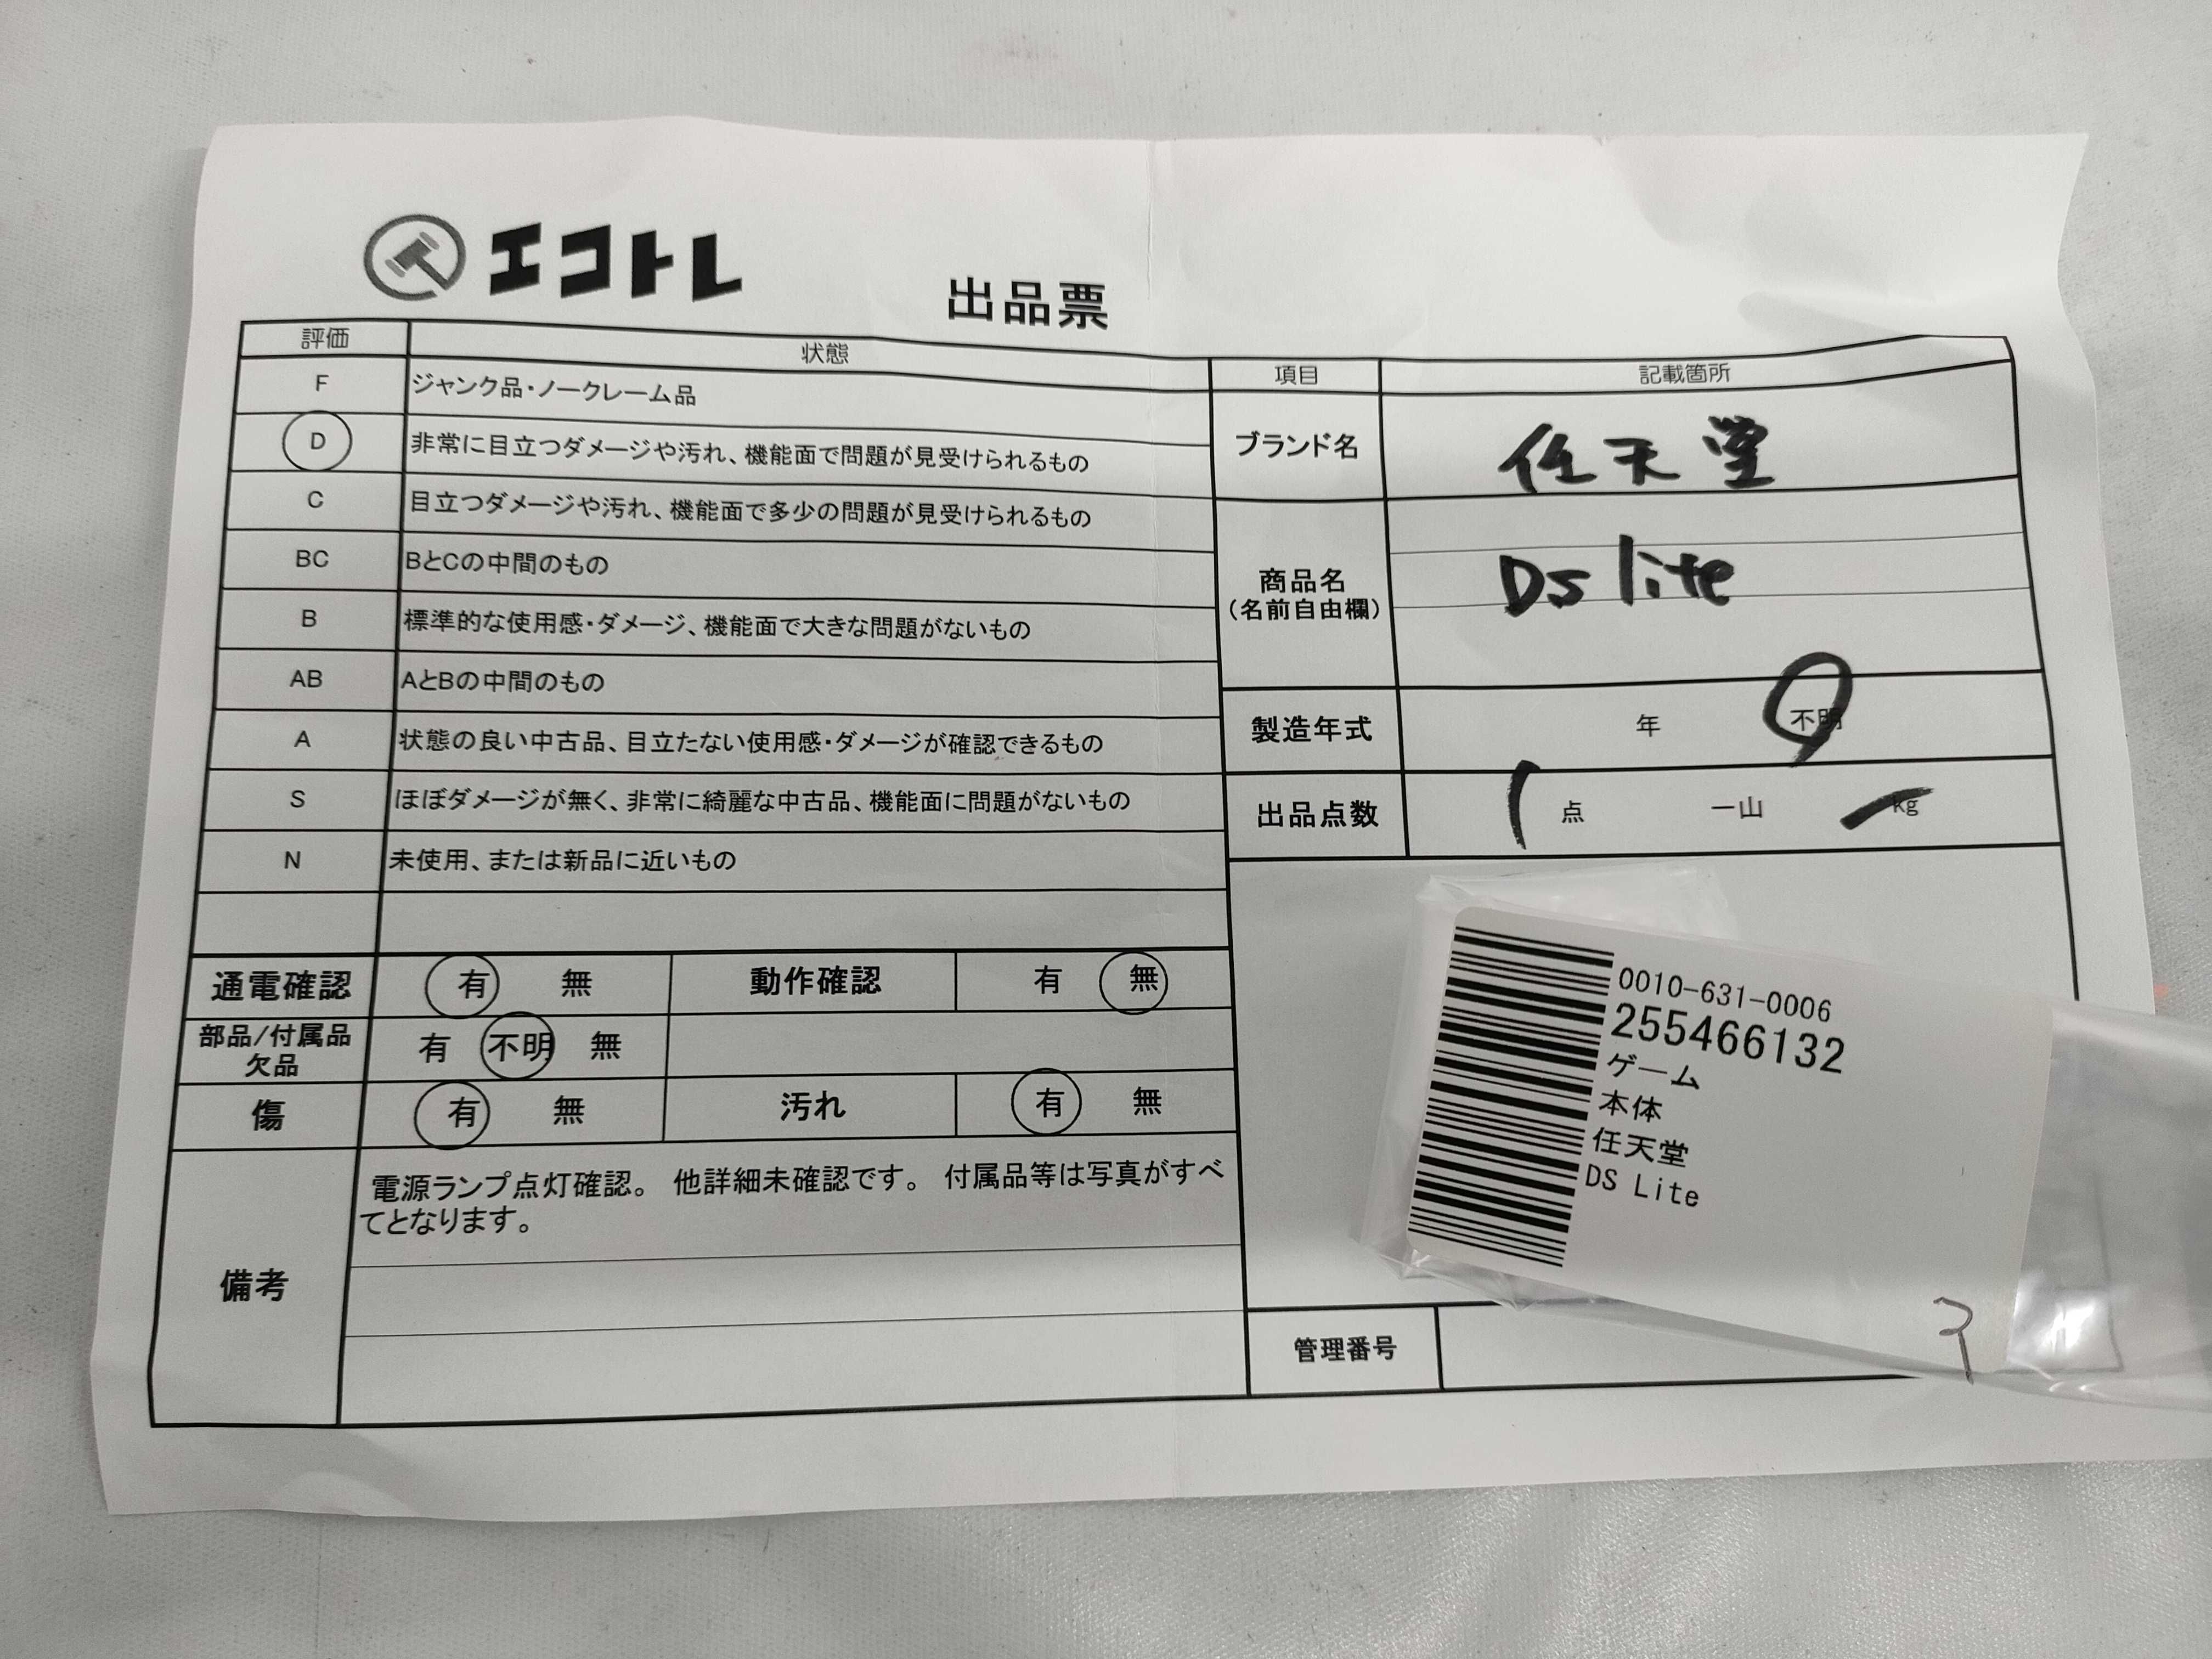 エコトレ
出品票
評価 状態
F ジャンク品・ノークレーム品
D 非常に目立つダメージや汚れ、機能面で問題が見受けられるもの
C 目立つダメージや汚れ、機能面で多少の問題が見受けられるもの
BC BとCの中間のもの
B 標準的な使用感・ダメージ、機能面で大きな問題がないもの
AB AとBの中間のもの
A 状態の良い中古品、目立たない使用感・ダメージが確認できるもの
S ほぼダメージが無く、非常に綺麗な中古品、機能面に問題がないもの
N 未使用、または新品に近いもの
通電確認 有 無 動作確認 有 無
部品/付属品
欠品 有 不明 無
傷 有 無 汚れ 有 無
備考
電源ランプ点灯確認。 他詳細未確認です。 付属品等は写真がすべ
てとなります。
項目 記載箇所
ブランド名 任天堂
商品名
(名前自由欄) DS lite
製造年式 年 不明
出品点数 1 点 一山 kg
0010-631-0006
255466132
ゲーム
本体
任天堂
DS Lite
管理番号